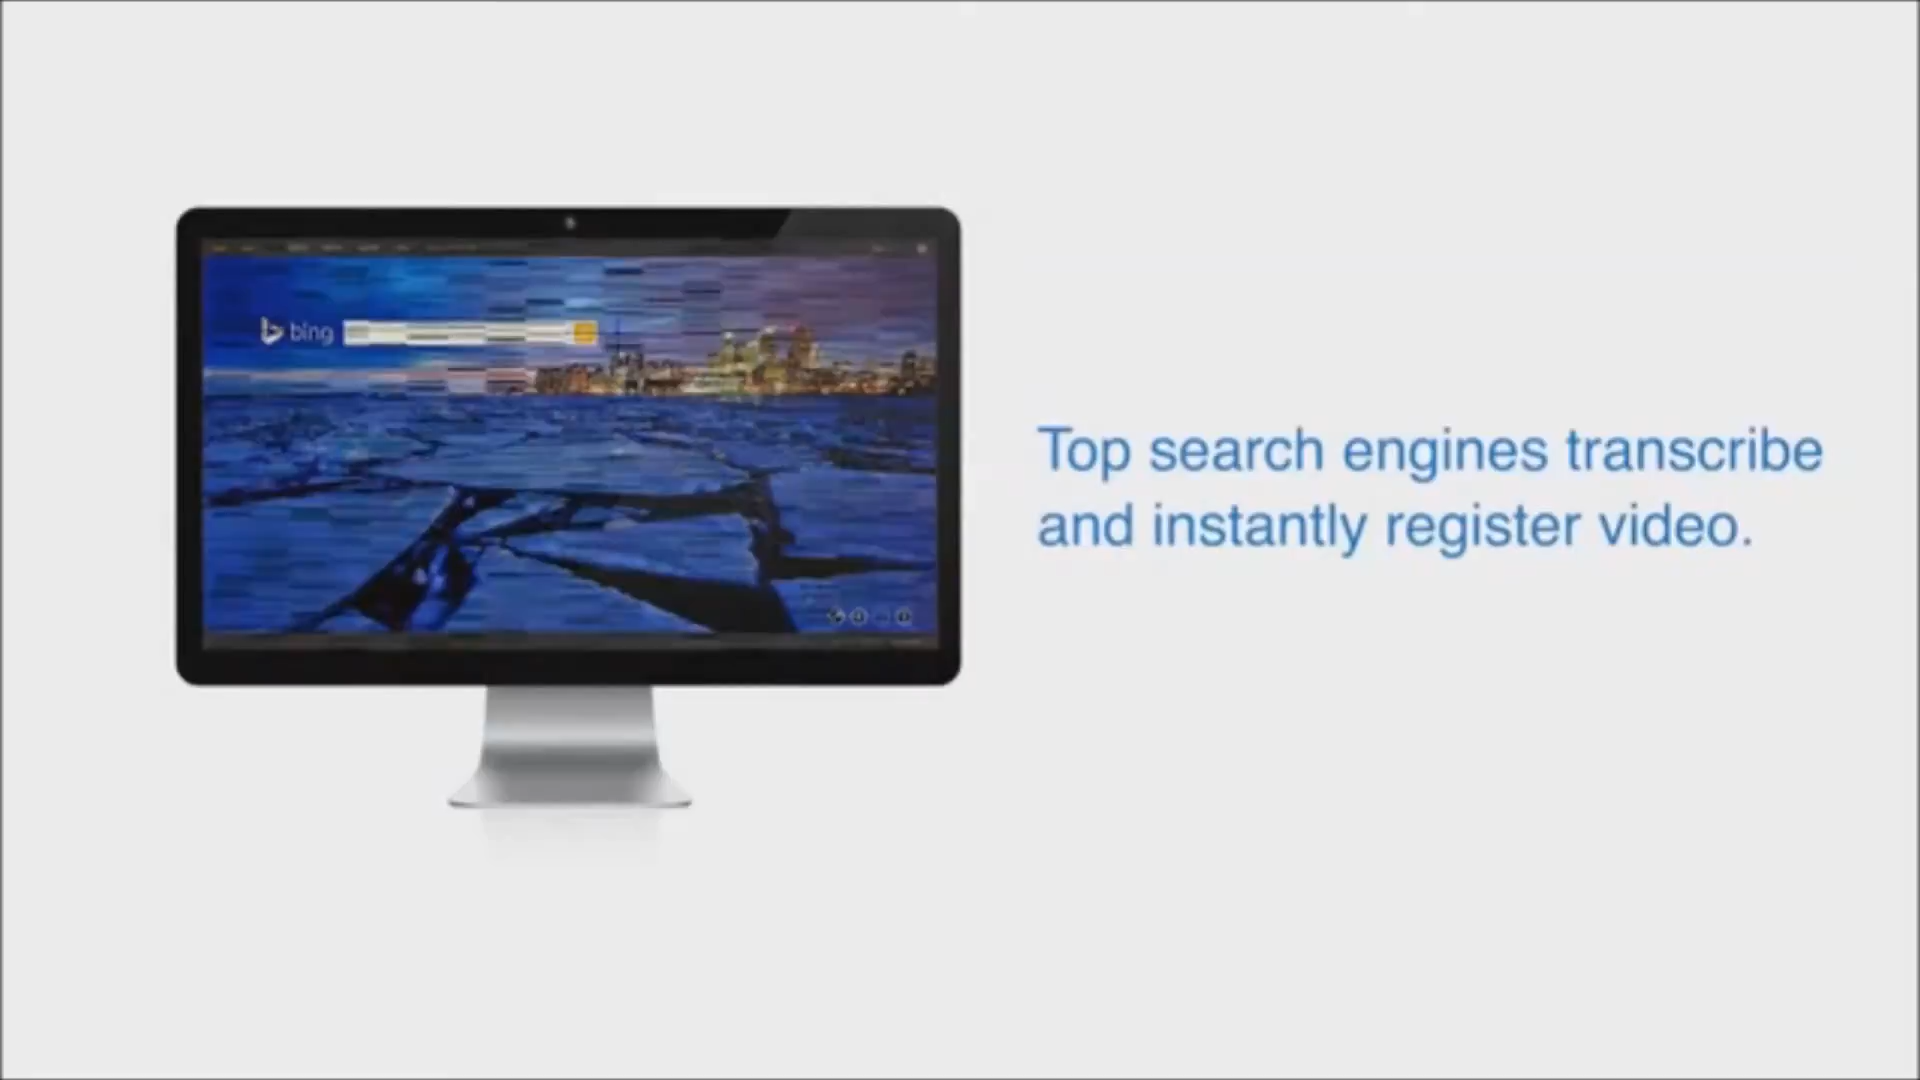 bing
Top search engines transcribe
and instantly register video.